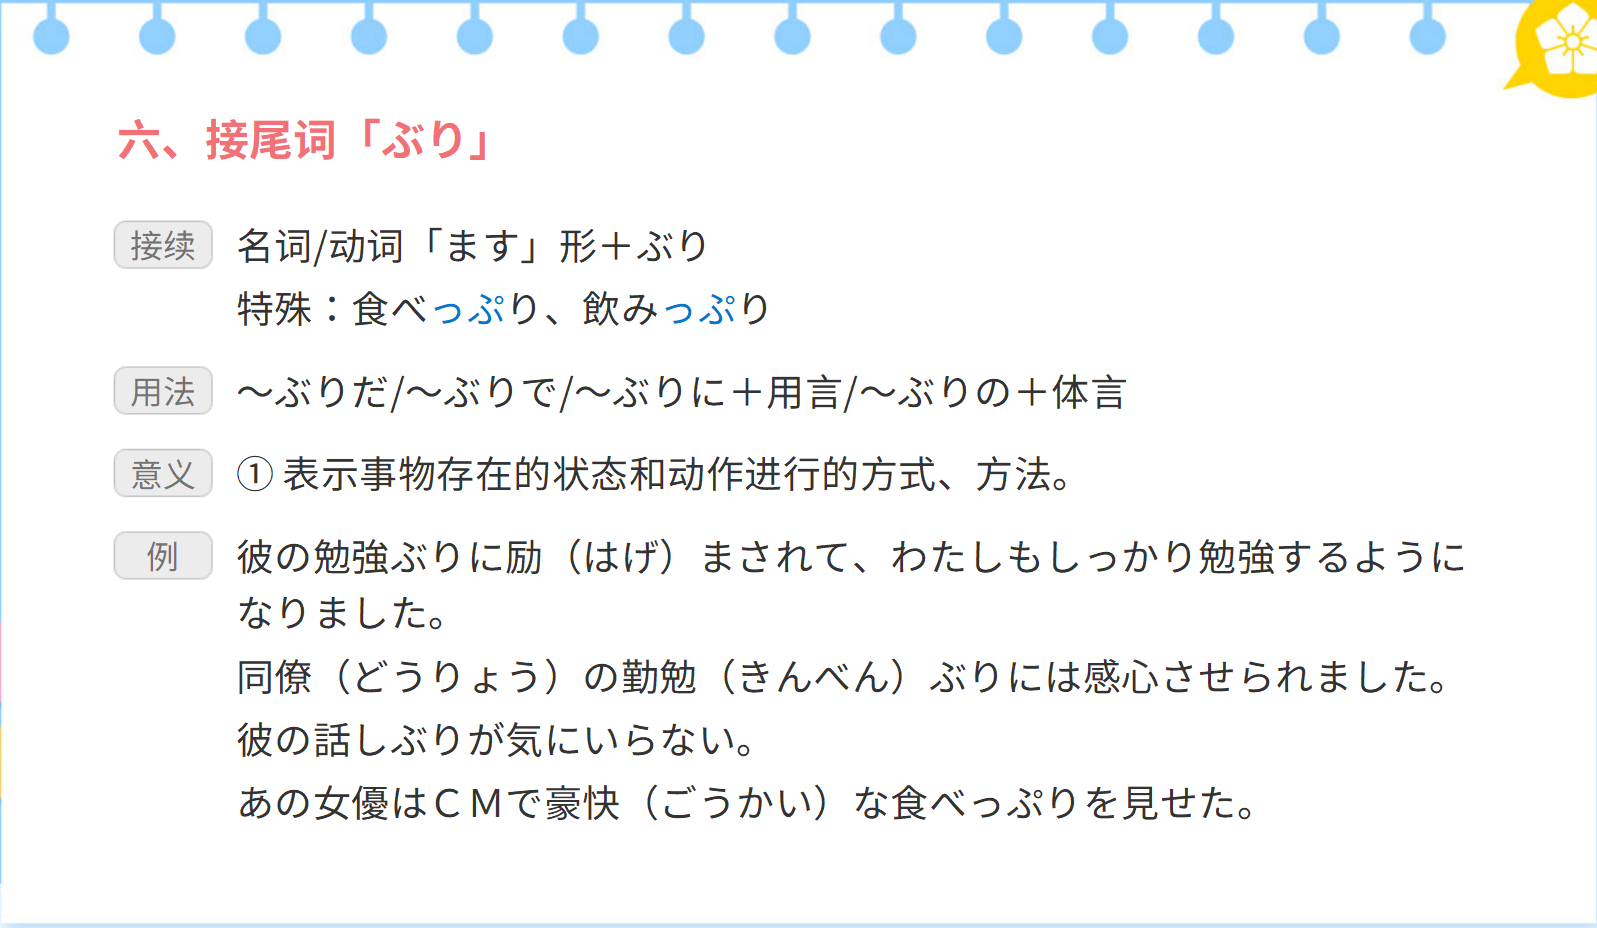 六、接尾词「ぶり」
接续 名词/动词「ます」形＋ぶり
特殊：食べっぷり、飲みっぷり
用法 ～ぶりだ/～ぶりで/～ぶりに＋用言/～ぶりの＋体言
意义 ① 表示事物存在的状态和动作进行的方式、方法。
例 彼の勉強ぶりに励（はげ）まされて、わたしもしっかり勉強するように
なりました。
同僚（どうりょう）の勤勉（きんべん）ぶりには感心させられました。
彼の話しぶりが気にいらない。
あの女優はＣＭで豪快（ごうかい）な食べっぷりを見せた。